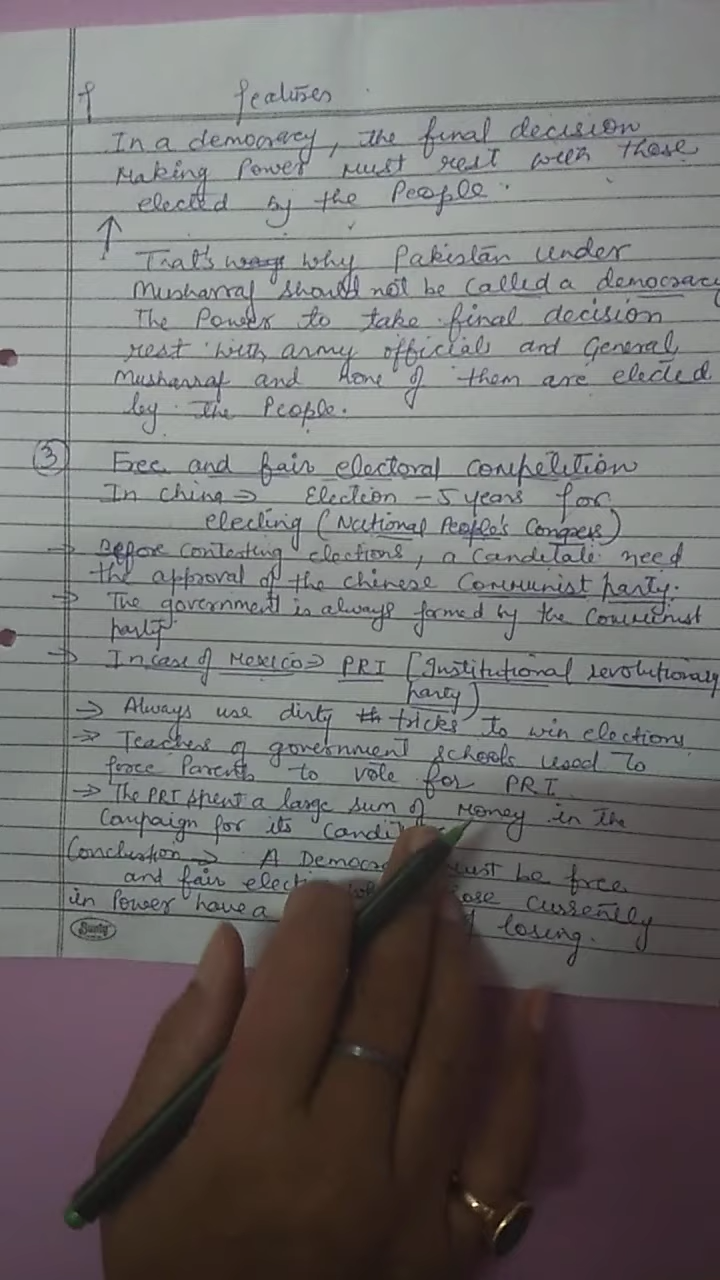 features
In a democracy, the final decision
Making Power must rest with those
elected by the People.
That's why Pakistan under
Musharraf should not be called a democracy
The Power to take final decision
rest with army officials and General
Musharraf and None of them are elected
by the People.
③ Free and fair electoral competition
In china ⇒ Election - 5 years for
electing (National People's Congress)
→ Before contesting elections, a canditate need
the approval of the chinese Communist party.
→ The government is always formed by the Communist
party
→ In case of Mexico ⇒ PRI [Institutional revolutionary
party)
→ Always use dirty tricks to win elections
→ Teachers of government schools used to
force Parents to vote for PRI
→ The PRI spent a large sum of Money in the
Campaign for its
Conclusion → A must be free
and fair currently
in Power have a losing.